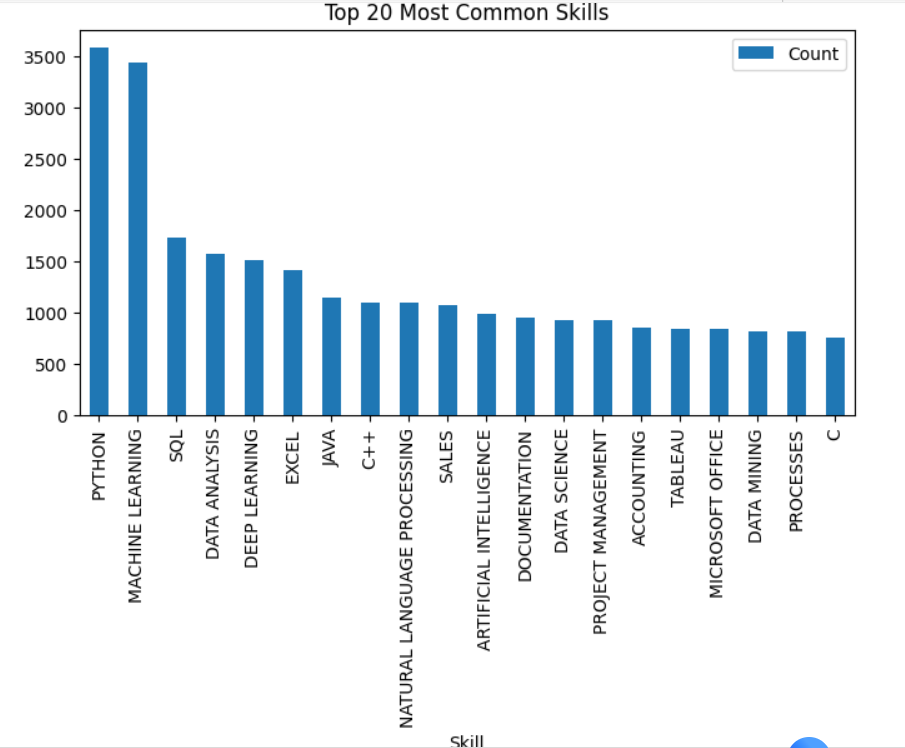 Top 20 Most Common Skills
Count
3500
3000
2500
2000
1500
1000
500
0
PYTHON
MACHINE LEARNING
SQL
DATA ANALYSIS
DEEP LEARNING
EXCEL
JAVA
C++
NATURAL LANGUAGE PROCESSING
SALES
ARTIFICIAL INTELLIGENCE
DOCUMENTATION
DATA SCIENCE
PROJECT MANAGEMENT
ACCOUNTING
TABLEAU
MICROSOFT OFFICE
DATA MINING
PROCESSES
C
Skill